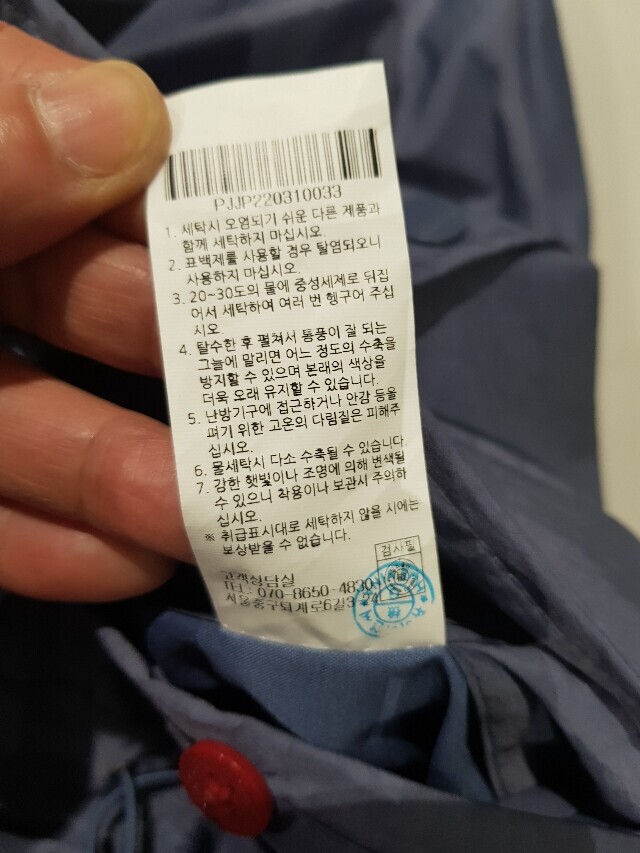 PJJP220310033
1. 세탁시 오염되기 쉬운 다른 제품과
함께 세탁하지 마십시오.
2. 표백제를 사용할 경우 탈염되오니
사용하지 마십시오.
3. 20~30도의 물에 중성세제로 뒤집
어서 세탁하여 여러 번 헹구어 주십
시오.
4. 탈수한 후 펼쳐서 통풍이 잘 되는
그늘에 말리면 어느 정도의 수축을
방지할 수 있으며 본래의 색상을
더욱 오래 유지할 수 있습니다.
5. 난방기구에 접근하거나 안감 등을
펴기 위한 고온의 다림질은 피해주
십시오.
6. 물세탁시 다소 수축될 수 있습니다.
7. 강한 햇빛이나 조명에 의해 변색될
수 있으니 착용이나 보관시 주의하
십시오.
※ 취급표시대로 세탁하지 않을 시에는
보상받을 수 없습니다.
검사필
고객상담실
TEL: 070-8650-4830
서울중구퇴계로6길3-24